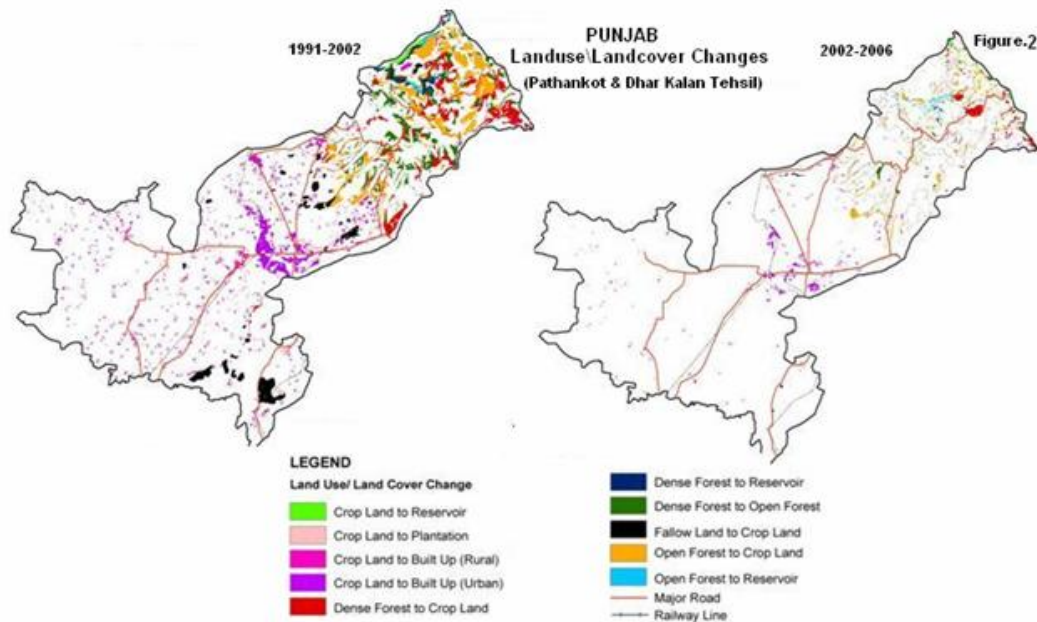 PUNJAB
1991-2002
Landuse\Landcover Changes
2002-2006
Figure.2
(Pathankot & Dhar Kalan Tehsil)
LEGEND
Land Use/ Land Cover Change
Crop Land to Reservoir
Crop Land to Plantation
Crop Land to Built Up (Rural)
Crop Land to Built Up (Urban)
Dense Forest to Crop Land
Dense Forest to Reservoir
Dense Forest to Open Forest
Fallow Land to Crop Land
Open Forest to Crop Land
Open Forest to Reservoir
Major Road
Railway Line